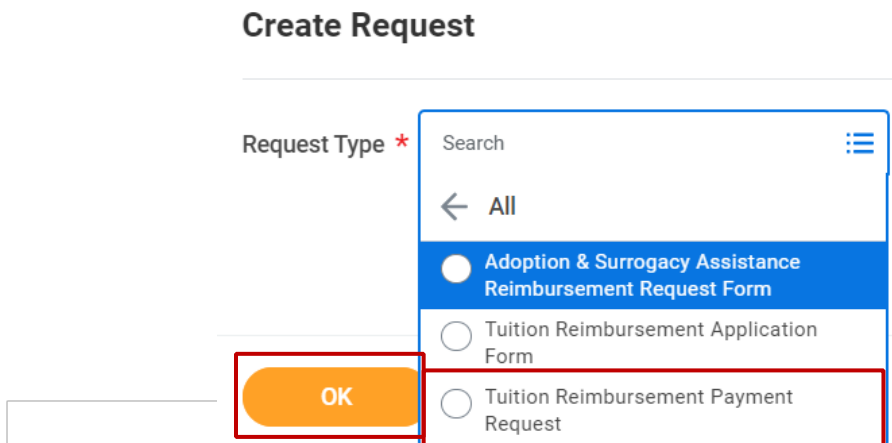 Create Request
Request Type *
Search
All
Adoption & Surrogacy Assistance
Reimbursement Request Form
Tuition Reimbursement Application
Form
OK
Tuition Reimbursement Payment
Request